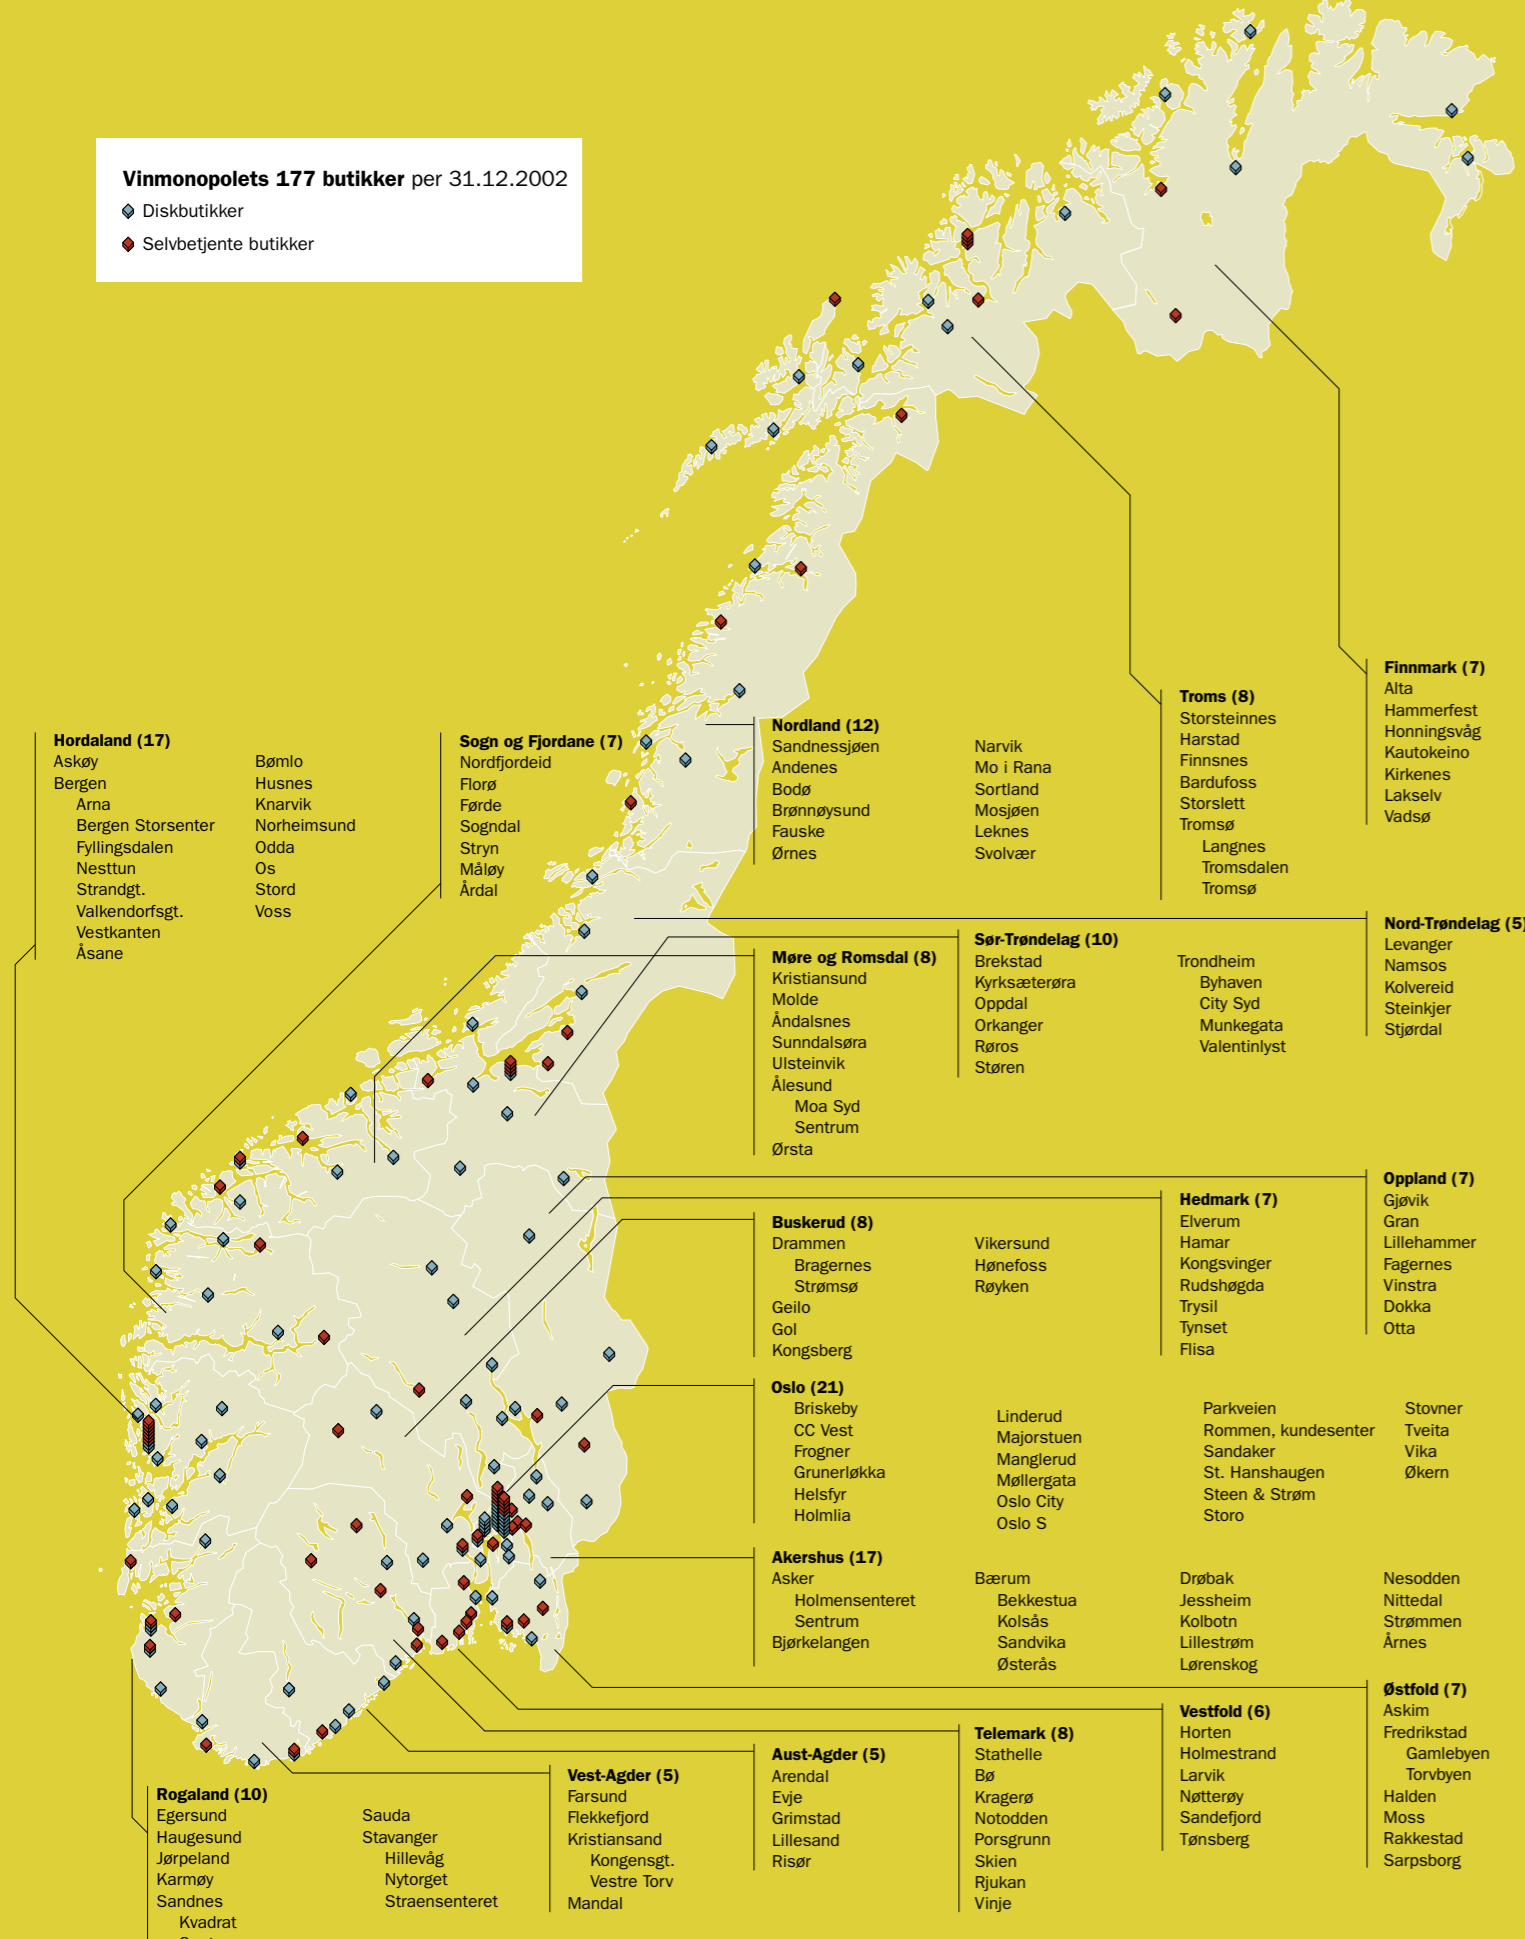 Vinmonopolets 177 butikker per 31.12.2002
Diskbutikker
Selvbetjente butikker
Finnmark (7)
Alta
Hammerfest
Honningsvåg
Kautokeino
Kirkenes
Lakselv
Vadsø
Troms (8)
Storsteinnes
Harstad
Finnsnes
Bardufoss
Storslett
Tromsø
Langnes
Tromsdalen
Tromsø
Nordland (12)
Sandnessjøen
Andenes
Bodø
Brønnøysund
Fauske
Ørnes
Narvik
Mo i Rana
Sortland
Mosjøen
Leknes
Svolvær
Hordaland (17)
Askøy
Bergen
Arna
Bergen Storsenter
Fyllingsdalen
Nesttun
Strandgt.
Valkendorfsgt.
Vestkanten
Åsane
Bømlo
Husnes
Knarvik
Norheimsund
Odda
Os
Stord
Voss
Sogn og Fjordane (7)
Nordfjordeid
Florø
Førde
Sogndal
Stryn
Måløy
Årdal
Nord-Trøndelag (5)
Levanger
Namsos
Kolvereid
Steinkjer
Stjørdal
Sør-Trøndelag (10)
Brekstad
Kyrksæterøra
Oppdal
Orkanger
Røros
Støren
Trondheim
Byhaven
City Syd
Munkegata
Valentinlyst
Møre og Romsdal (8)
Kristiansund
Molde
Åndalsnes
Sunndalsøra
Ulsteinvik
Ålesund
Moa Syd
Sentrum
Ørsta
Oppland (7)
Gjøvik
Gran
Lillehammer
Fagernes
Vinstra
Dokka
Otta
Hedmark (7)
Elverum
Hamar
Kongsvinger
Rudshøgda
Trysil
Tynset
Flisa
Buskerud (8)
Drammen
Bragernes
Strømsø
Geilo
Gol
Kongsberg
Vikersund
Hønefoss
Røyken
Oslo (21)
Briskeby
CC Vest
Frogner
Grunerløkka
Helsfyr
Holmlia
Linderud
Majorstuen
Manglerud
Møllergata
Oslo City
Oslo S
Parkveien
Rommen, kundesenter
Sandaker
St. Hanshaugen
Steen & Strøm
Storo
Stovner
Tveita
Vika
Økern
Akershus (17)
Asker
Holmensenteret
Sentrum
Bjørkelangen
Bærum
Bekkestua
Kolsås
Sandvika
Østerås
Drøbak
Jessheim
Kolbotn
Lillestrøm
Lørenskog
Nesodden
Nittedal
Strømmen
Årnes
Østfold (7)
Askim
Fredrikstad
Gamlebyen
Torvbyen
Halden
Moss
Rakkestad
Sarpsborg
Vestfold (6)
Horten
Holmestrand
Larvik
Nøtterøy
Sandefjord
Tønsberg
Telemark (8)
Stathelle
Bø
Kragerø
Notodden
Porsgrunn
Skien
Rjukan
Vinje
Aust-Agder (5)
Arendal
Evje
Grimstad
Lillesand
Risør
Vest-Agder (5)
Farsund
Flekkefjord
Kristiansand
Kongensgt.
Vestre Torv
Mandal
Rogaland (10)
Egersund
Haugesund
Jørpeland
Karmøy
Sandnes
Kvadrat
Sauda
Stavanger
Hillevåg
Nytorget
Straensenteret